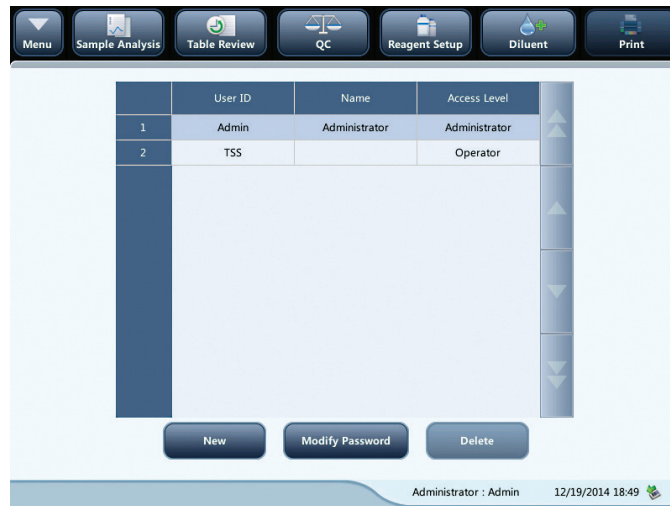 Menu Sample Analysis Table Review QC Reagent Setup Diluent Print
User ID Name Access Level
1 Admin Administrator Administrator
2 TSS Operator
New Modify Password Delete
Administrator : Admin 12/19/2014 18:49